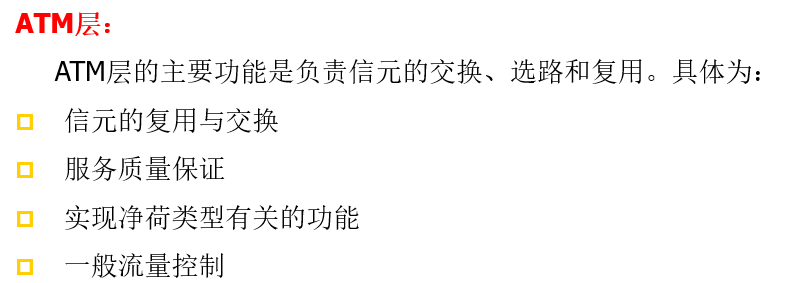 ATM层：
ATM层的主要功能是负责信元的交换、选路和复用。具体为：
信元的复用与交换
服务质量保证
实现净荷类型有关的功能
一般流量控制